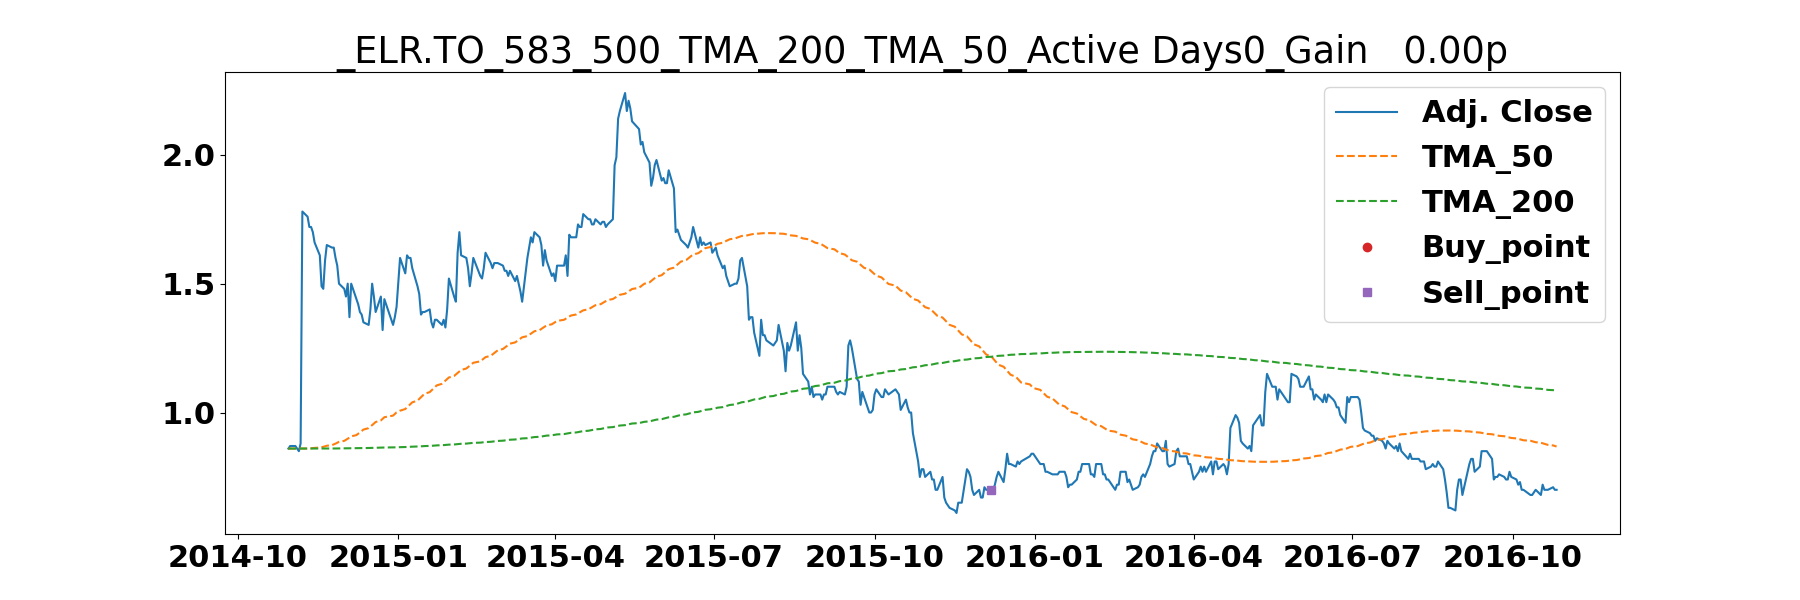 _ELR.TO_583_500_TMA_200_TMA_50_Active Days0_Gain   0.00p
Adj. Close
TMA_50
TMA_200
Buy_point
Sell_point
2.0
1.5
1.0
2014-10 2015-01 2015-04 2015-07 2015-10 2016-01 2016-04 2016-07 2016-10